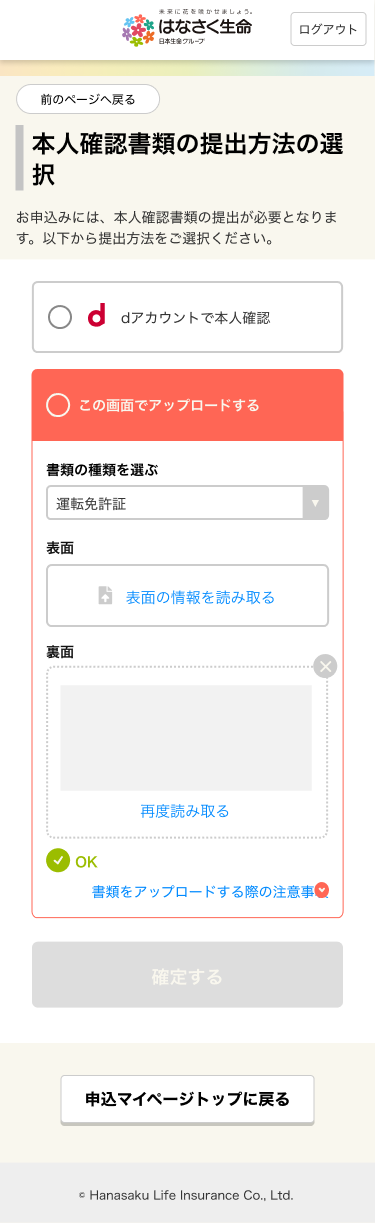 未来に花を咲かせましょう。
はなさく生命
日本生命グループ
ログアウト
前のページへ戻る
本人確認書類の提出方法の選
択
お申込みには、本人確認書類の提出が必要となりま
す。以下から提出方法をご選択ください。
d dアカウントで本人確認
この画面でアップロードする
書類の種類を選ぶ
運転免許証
表面
表面の情報を読み取る
裏面
再度読み取る
OK
書類をアップロードする際の注意事
確定する
申込マイページトップに戻る
© Hanasaku Life Insurance Co., Ltd.